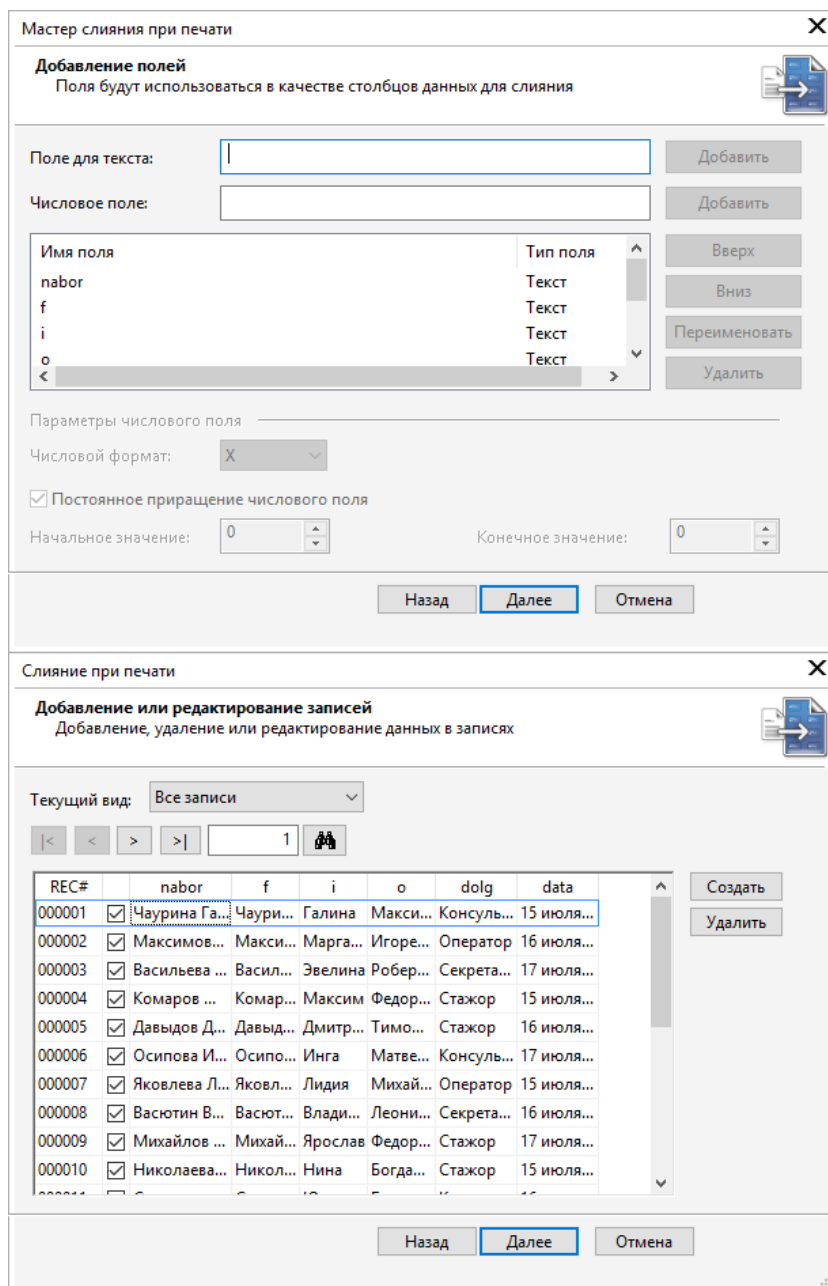 Мастер слияния при печати
Добавление полей
Поля будут использоваться в качестве столбцов данных для слияния
Поле для текста: Добавить
Числовое поле: Добавить
Имя поля Тип поля Вверх
nabor Текст
f Текст Вниз
i Текст Переименовать
o Текст
Удалить
Параметры числового поля
Числовой формат: X
Постоянное приращение числового поля
Начальное значение: 0 Конечное значение: 0
Назад Далее Отмена
Слияние при печати
Добавление или редактирование записей
Добавление, удаление или редактирование данных в записях
Текущий вид: Все записи
|< < > >| 1
REC# nabor f i o dolg data Создать
000001 Чаурина Га... Чаури... Галина Макси... Консуль... 15 июля...
Удалить
000002 Максимов... Макси... Марга... Игоре... Оператор 16 июля...
000003 Васильева ... Васил... Эвелина Робер... Секрета... 17 июля...
000004 Комаров ... Комар... Максим Федор... Стажор 15 июля...
000005 Давыдов Д... Давыд... Дмитр... Тимо... Стажор 16 июля...
000006 Осипова И... Осипо... Инга Матве... Консуль... 17 июля...
000007 Яковлева Л... Яковл... Лидия Михай... Оператор 15 июля...
000008 Васютин В... Васют... Влади... Леони... Секрета... 16 июля...
000009 Михайлов ... Михай... Ярослав Федор... Стажор 17 июля...
000010 Николаева... Никол... Нина Богда... Стажор 15 июля...
Назад Далее Отмена